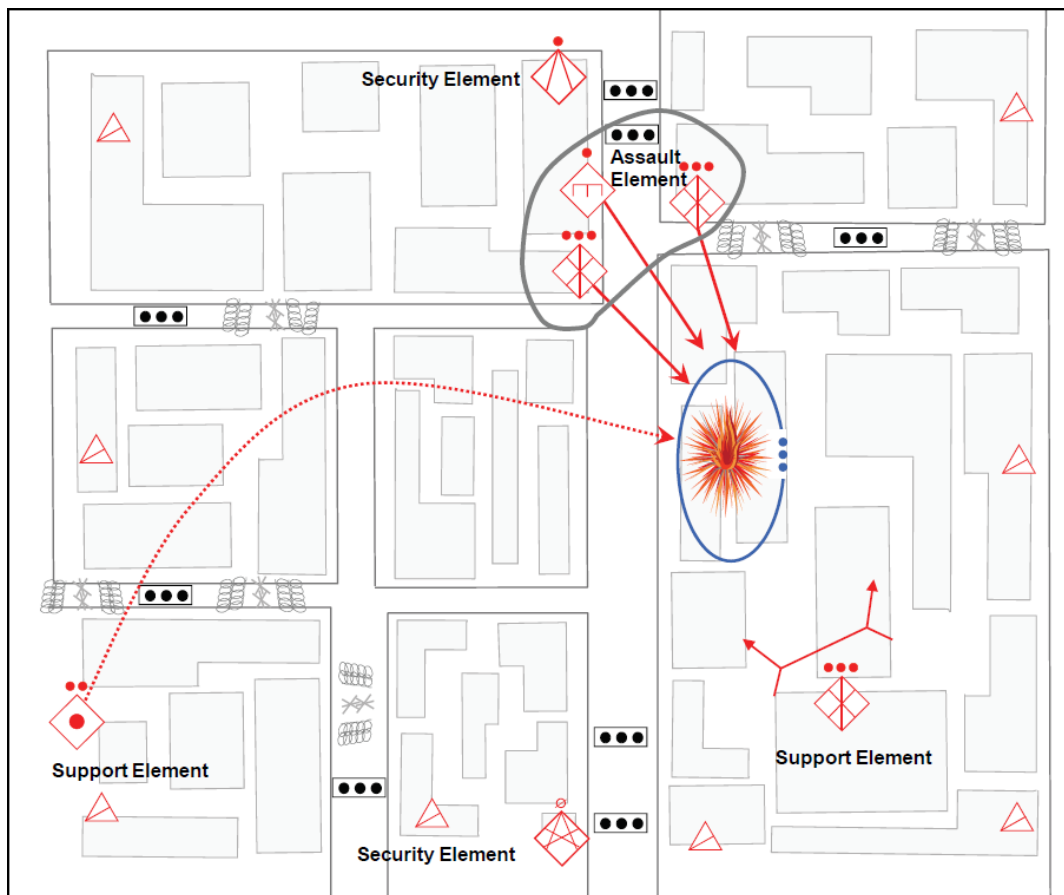 Security Element
Assault
Element
Support Element
Support Element
Security Element